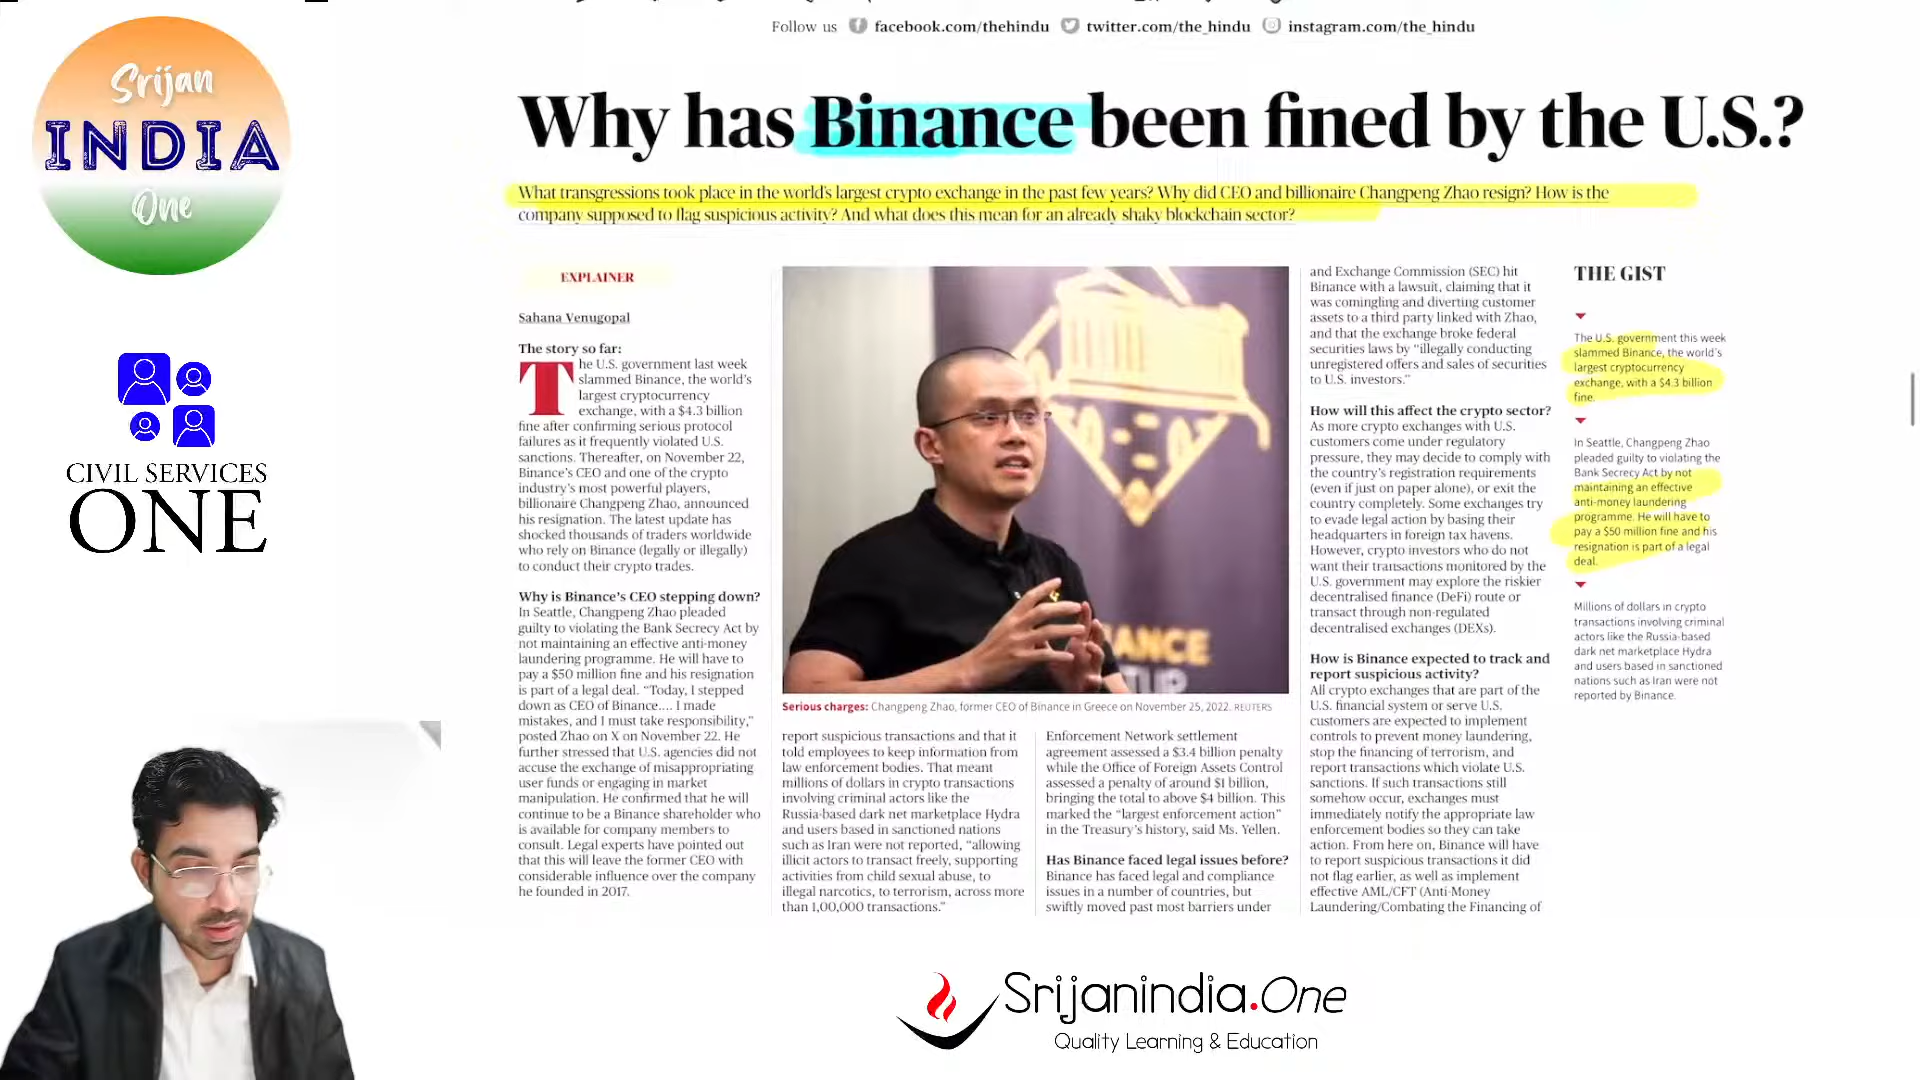 Srijan
INDIA
One
CIVIL SERVICES
ONE
Follow us facebook.com/thehindu twitter.com/the_hindu instagram.com/the_hindu
Why has Binance been fined by the U.S.?
What transgressions took place in the world's largest crypto exchange in the past few years? Why did CEO and billionaire Changpeng Zhao resign? How is the
company supposed to flag suspicious activity? And what does this mean for an already shaky blockchain sector?
EXPLAINER
Sahana Venugopal
The story so far:
The U.S. government last week
slammed Binance, the world's
largest cryptocurrency
exchange, with a $4.3 billion
fine after confirming serious protocol
failures as it frequently violated U.S.
sanctions. Thereafter, on November 22,
Binance's CEO and one of the crypto
industry's most powerful players,
billionaire Changpeng Zhao, announced
his resignation. The latest update has
shocked thousands of traders worldwide
who rely on Binance (legally or illegally)
to conduct their crypto trades.
Why is Binance's CEO stepping down?
In Seattle, Changpeng Zhao pleaded
guilty to violating the Bank Secrecy Act by
not maintaining an effective anti-money
laundering programme. He will have to
pay a $50 million fine and his resignation
is part of a legal deal. "Today, I stepped
down as CEO of Binance.... I made
mistakes, and I must take responsibility,"
posted Zhao on X on November 22. He
further stressed that U.S. agencies did not
accuse the exchange of misappropriating
user funds or engaging in market
manipulation. He confirmed that he will
continue to be a Binance shareholder who
is available for company members to
consult. Legal experts have pointed out
that this will leave the former CEO with
considerable influence over the company
he founded in 2017.
ANCE
TUP
Serious charges: Changpeng Zhao, former CEO of Binance in Greece on November 25, 2022. REUTERS
report suspicious transactions and that it
told employees to keep information from
law enforcement bodies. That meant
millions of dollars in crypto transactions
involving criminal actors like the
Russia-based dark net marketplace Hydra
and users based in sanctioned nations
such as Iran were not reported, "allowing
illicit actors to transact freely, supporting
activities from child sexual abuse, to
illegal narcotics, to terrorism, across more
than 1,00,000 transactions."
Enforcement Network settlement
agreement assessed a $3.4 billion penalty
while the Office of Foreign Assets Control
assessed a penalty of around $1 billion,
bringing the total to above $4 billion. This
marked the "largest enforcement action"
in the Treasury's history, said Ms. Yellen.
Has Binance faced legal issues before?
Binance has faced legal and compliance
issues in a number of countries, but
swiftly moved past most barriers under
and Exchange Commission (SEC) hit
Binance with a lawsuit, claiming that it
was comingling and diverting customer
assets to a third party linked with Zhao,
and that the exchange broke federal
securities laws by "illegally conducting
unregistered offers and sales of securities
to U.S. investors."
How will this affect the crypto sector?
As more crypto exchanges with U.S.
customers come under regulatory
pressure, they may decide to comply with
the country's registration requirements
(even if just on paper alone), or exit the
country completely. Some exchanges try
to evade legal action by basing their
headquarters in foreign tax havens.
However, crypto investors who do not
want their transactions monitored by the
U.S. government may explore the riskier
decentralised finance (DeFi) route or
transact through non-regulated
decentralised exchanges (DEXs).
How is Binance expected to track and
report suspicious activity?
All crypto exchanges that are part of the
U.S. financial system or serve U.S.
customers are expected to implement
controls to prevent money laundering,
stop the financing of terrorism, and
report transactions which violate U.S.
sanctions. If such transactions still
somehow occur, exchanges must
immediately notify the appropriate law
enforcement bodies so they can take
action. From here on, Binance will have
to report suspicious transactions it did
not flag earlier, as well as implement
effective AML/CFT (Anti-Money
Laundering/Combating the Financing of
THE GIST
The U.S. government this week
slammed Binance, the world's
largest cryptocurrency
exchange, with a $4.3 billion
fine.
In Seattle, Changpeng Zhao
pleaded guilty to violating the
Bank Secrecy Act by not
maintaining an effective
anti-money laundering
programme. He will have to
pay a $50 million fine and his
resignation is part of a legal
deal.
Millions of dollars in crypto
transactions involving criminal
actors like the Russia-based
dark net marketplace Hydra
and users based in sanctioned
nations such as Iran were not
reported by Binance.
Srijanindia.One
Quality Learning & Education